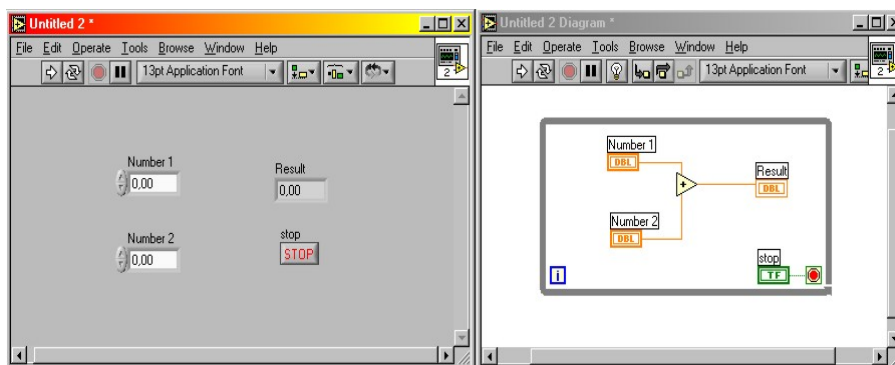 Untitled 2 *
File Edit Operate Tools Browse Window Help
13pt Application Font
2
Number 1
0,00
Result
0,00
Number 2
0,00
stop
STOP
Untitled 2 Diagram *
File Edit Operate Tools Browse Window Help
13pt Application Font
2
Number 1
DBL
+
Result
DBL
Number 2
DBL
stop
TF
i